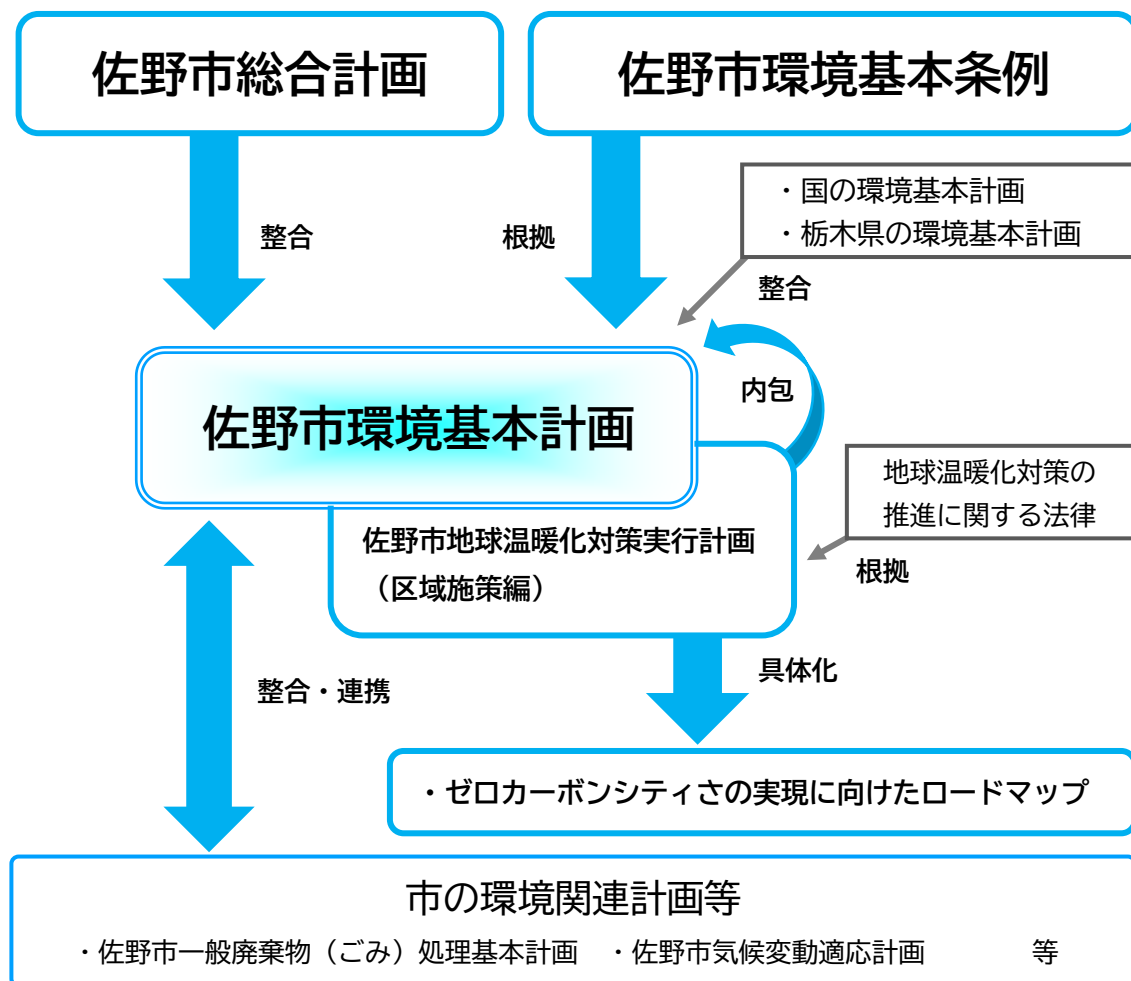 佐野市総合計画
佐野市環境基本条例
・国の環境基本計画
・栃木県の環境基本計画
整合
根拠
整合
内包
佐野市環境基本計画
地球温暖化対策の
推進に関する法律
佐野市地球温暖化対策実行計画
（区域施策編）
根拠
具体化
整合・連携
・ゼロカーボンシティさの実現に向けたロードマップ
市の環境関連計画等
・佐野市一般廃棄物（ごみ）処理基本計画　・佐野市気候変動適応計画　　　　等